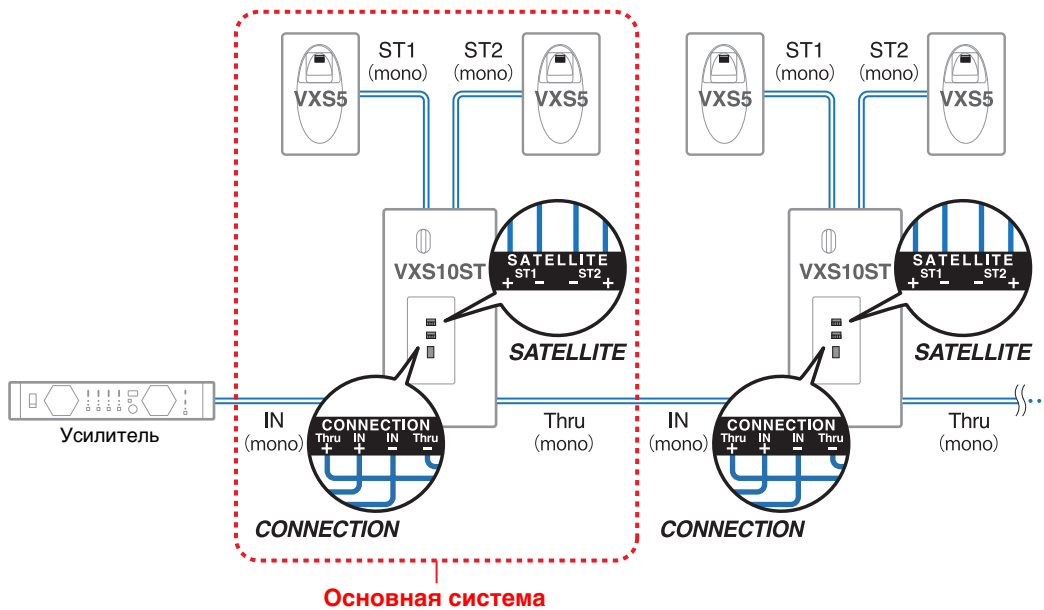 ST1
(mono)
ST2
(mono)
ST1
(mono)
ST2
(mono)
VXS5
VXS5
VXS5
VXS5
VXS10ST
SATELLITE
ST1 ST2
+ − − +
SATELLITE
VXS10ST
SATELLITE
ST1 ST2
+ − − +
SATELLITE
Усилитель
IN
(mono)
CONNECTION
Thru IN IN Thru
+ + − −
CONNECTION
Thru
(mono)
IN
(mono)
CONNECTION
Thru IN IN Thru
+ + − −
CONNECTION
Thru
(mono)
Основная система